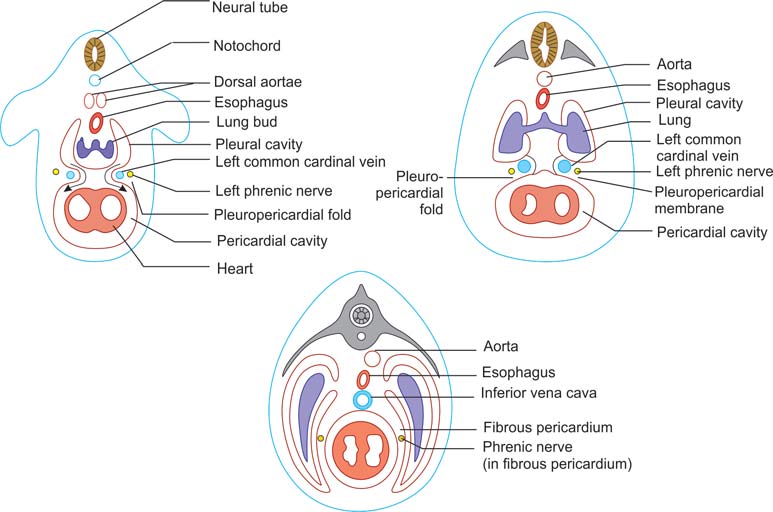 Neural tube
Notochord
Dorsal aortae
Esophagus
Lung bud
Pleural cavity
Left common cardinal vein
Left phrenic nerve
Pleuropericardial fold
Pericardial cavity
Heart
Aorta
Esophagus
Pleural cavity
Lung
Left common
cardinal vein
Left phrenic nerve
Pleuropericardial
membrane
Pericardial cavity
Pleuro-
pericardial
fold
Aorta
Esophagus
Inferior vena cava
Fibrous pericardium
Phrenic nerve
(in fibrous pericardium)